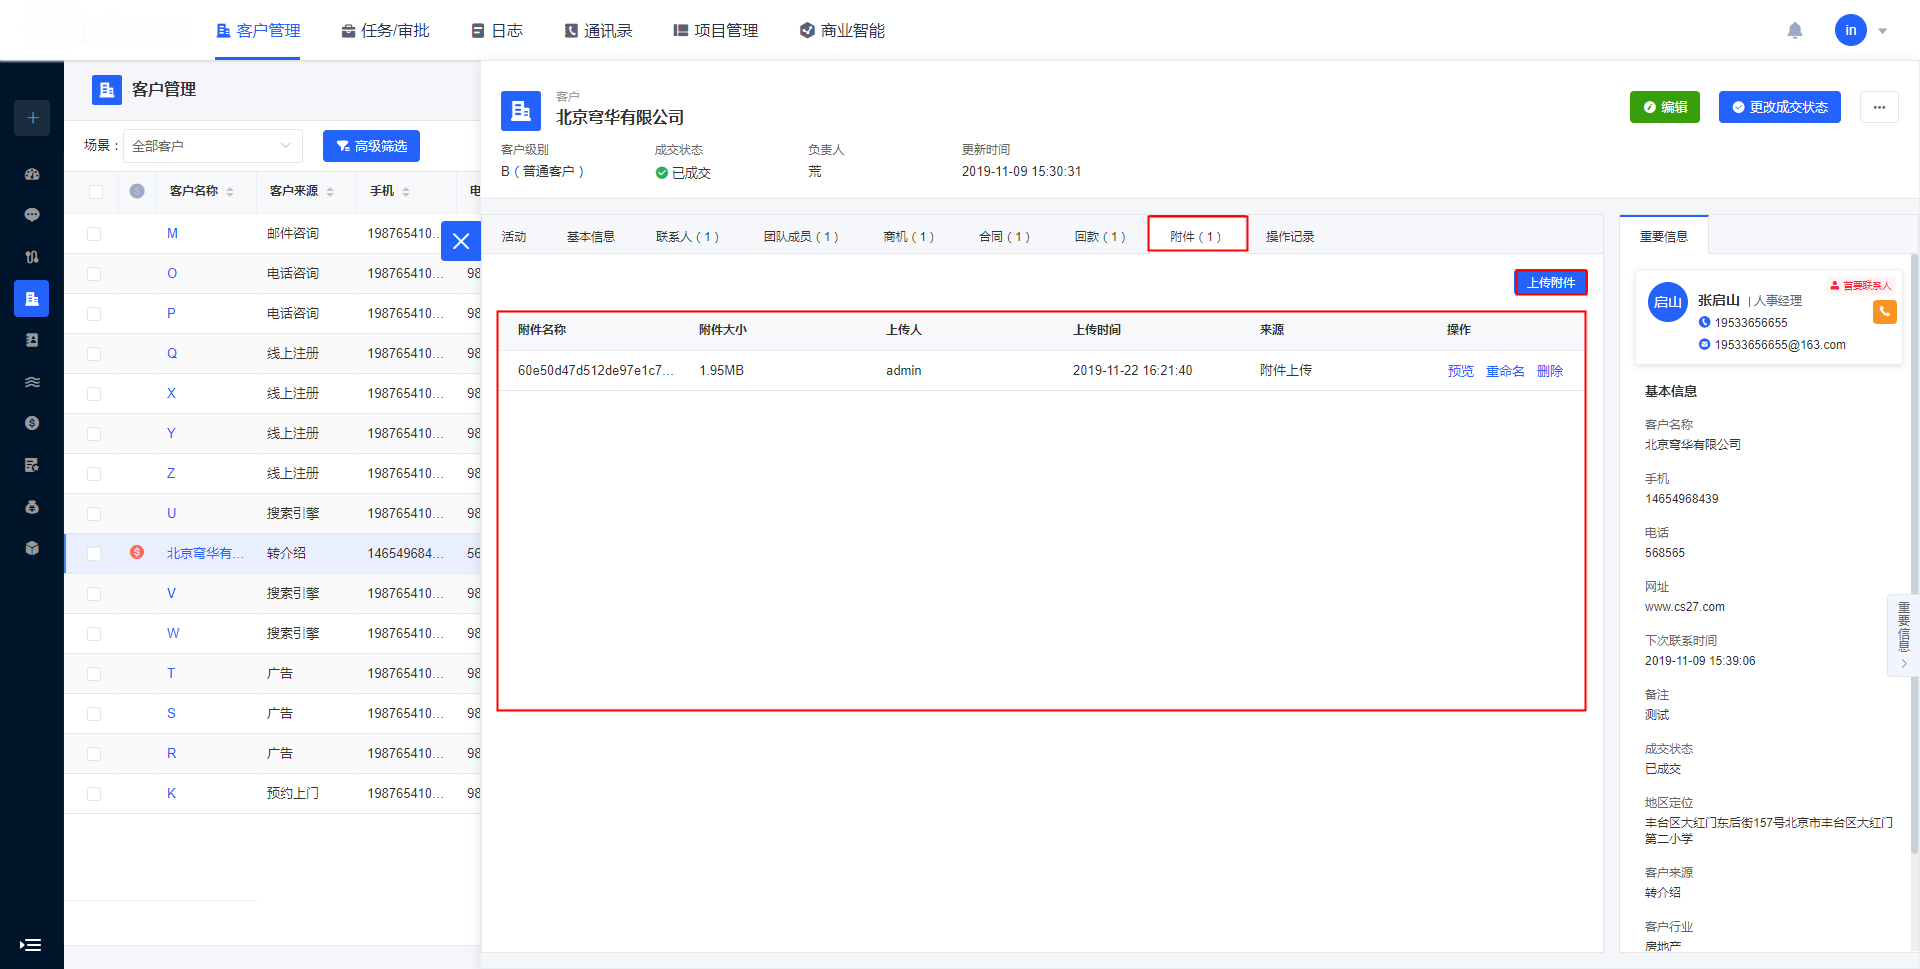 客户管理 任务/审批 日志 通讯录 项目管理 商业智能
in
客户管理
场景： 全部客户 高级筛选
客户名称 客户来源 手机 电
M 邮件咨询 198765410...
O 电话咨询 198765410... 98
P 电话咨询 198765410... 98
Q 线上注册 198765410... 98
X 线上注册 198765410... 98
Y 线上注册 198765410... 98
Z 线上注册 198765410... 98
U 搜索引擎 198765410... 98
北京穹华有... 转介绍 146549684... 56
V 搜索引擎 198765410... 98
W 搜索引擎 198765410... 98
T 广告 198765410... 98
S 广告 198765410... 98
R 广告 198765410... 98
K 预约上门 198765410... 98
客户
北京穹华有限公司
编辑 更改成交状态 ...
客户级别 成交状态 负责人 更新时间
B（普通客户） 已成交 荒 2019-11-09 15:30:31
活动 基本信息 联系人（1） 团队成员（1） 商机（1） 合同（1） 回款（1） 附件（1） 操作记录
上传附件
附件名称 附件大小 上传人 上传时间 来源 操作
60e50d47d512de97e1c7... 1.95MB admin 2019-11-22 16:21:40 附件上传 预览 重命名 删除
重要信息
首要联系人
启山 张启山 | 人事经理
19533656655
19533656655@163.com
基本信息
客户名称
北京穹华有限公司
手机
14654968439
电话
568565
网址
www.cs27.com
下次联系时间
2019-11-09 15:39:06
备注
测试
成交状态
已成交
地区定位
丰台区大红门东后街157号北京市丰台区大红门
第二小学
客户来源
转介绍
客户行业
房地产
重要信息